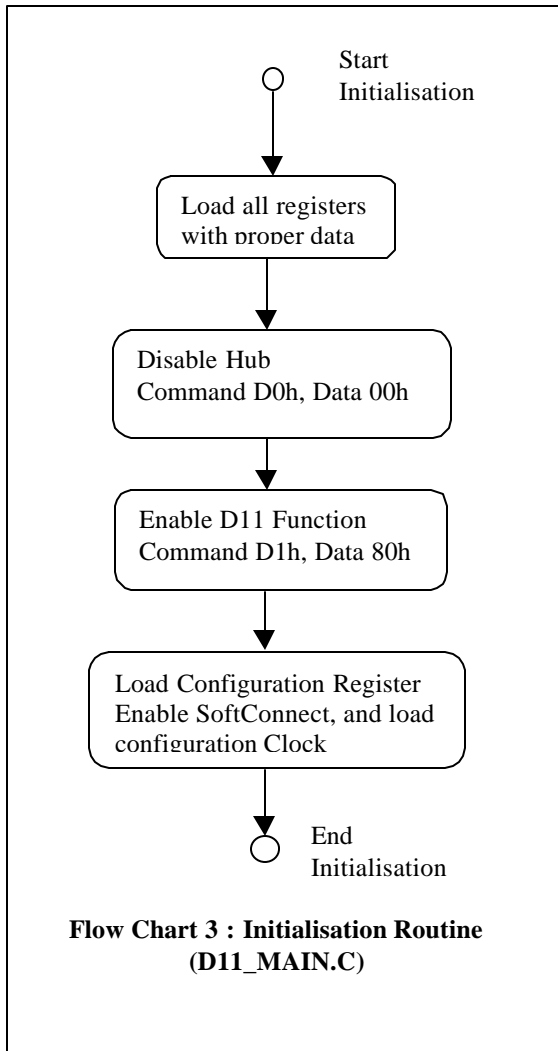 Start
Initialisation
Load all registers
with proper data
Disable Hub
Command D0h, Data 00h
Enable D11 Function
Command D1h, Data 80h
Load Configuration Register
Enable SoftConnect, and load
configuration Clock
End
Initialisation
Flow Chart 3 : Initialisation Routine
(D11_MAIN.C)